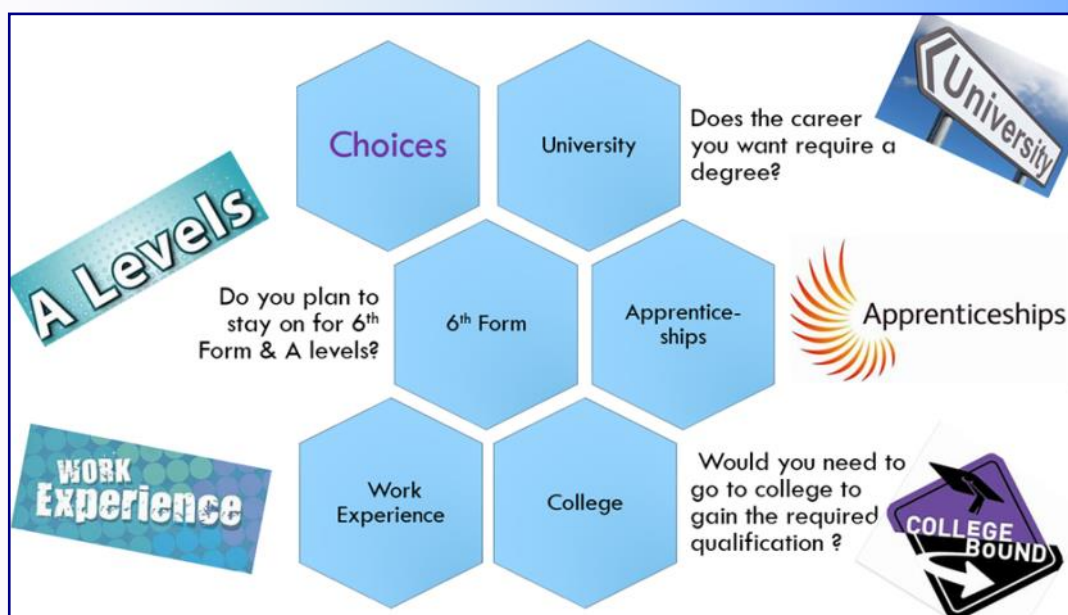 Choices
University
Does the career
you want require a
degree?
University
A Levels
Do you plan to
stay on for 6th
Form & A levels?
6th Form
Apprentice-
ships
Apprenticeships
WORK
Experience
Work
Experience
College
Would you need to
go to college to
gain the required
qualification ?
COLLEGE
BOUND